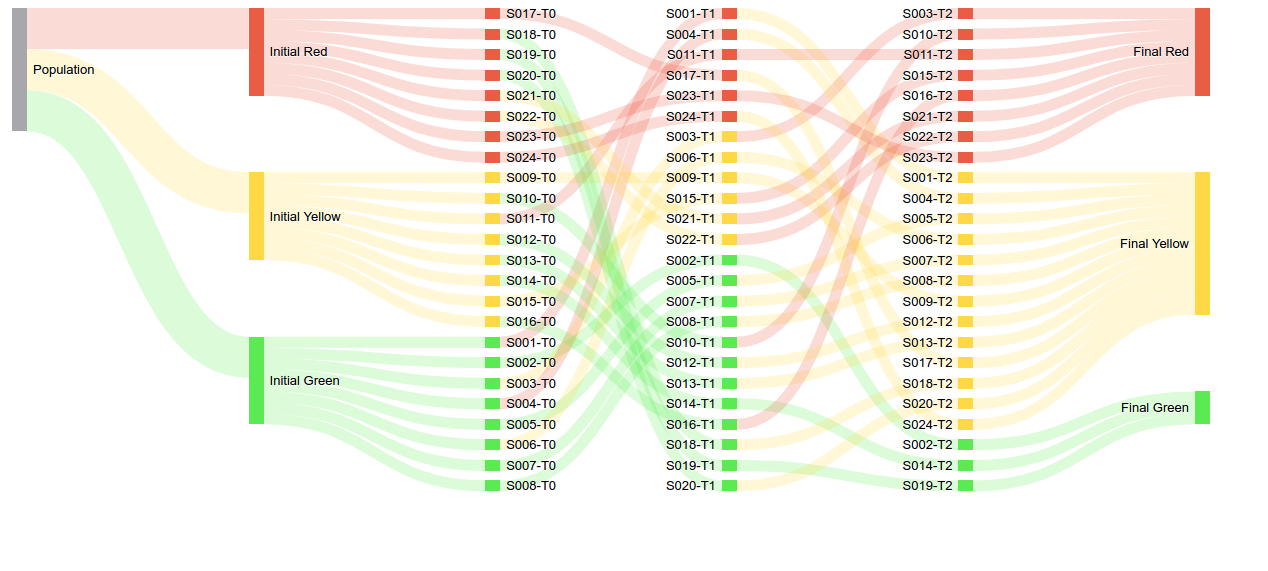 Population
Initial Red
Initial Yellow
Initial Green
S017-T0
S018-T0
S019-T0
S020-T0
S021-T0
S022-T0
S023-T0
S024-T0
S009-T0
S010-T0
S011-T0
S012-T0
S013-T0
S014-T0
S015-T0
S016-T0
S001-T0
S002-T0
S003-T0
S004-T0
S005-T0
S006-T0
S007-T0
S008-T0
S001-T1
S004-T1
S011-T1
S017-T1
S023-T1
S024-T1
S003-T1
S006-T1
S009-T1
S015-T1
S021-T1
S022-T1
S002-T1
S005-T1
S007-T1
S008-T1
S010-T1
S012-T1
S013-T1
S014-T1
S016-T1
S018-T1
S019-T1
S020-T1
S003-T2
S010-T2
S011-T2
S015-T2
S016-T2
S021-T2
S022-T2
S023-T2
S001-T2
S004-T2
S005-T2
S006-T2
S007-T2
S008-T2
S009-T2
S012-T2
S013-T2
S017-T2
S018-T2
S020-T2
S024-T2
S002-T2
S014-T2
S019-T2
Final Red
Final Yellow
Final Green